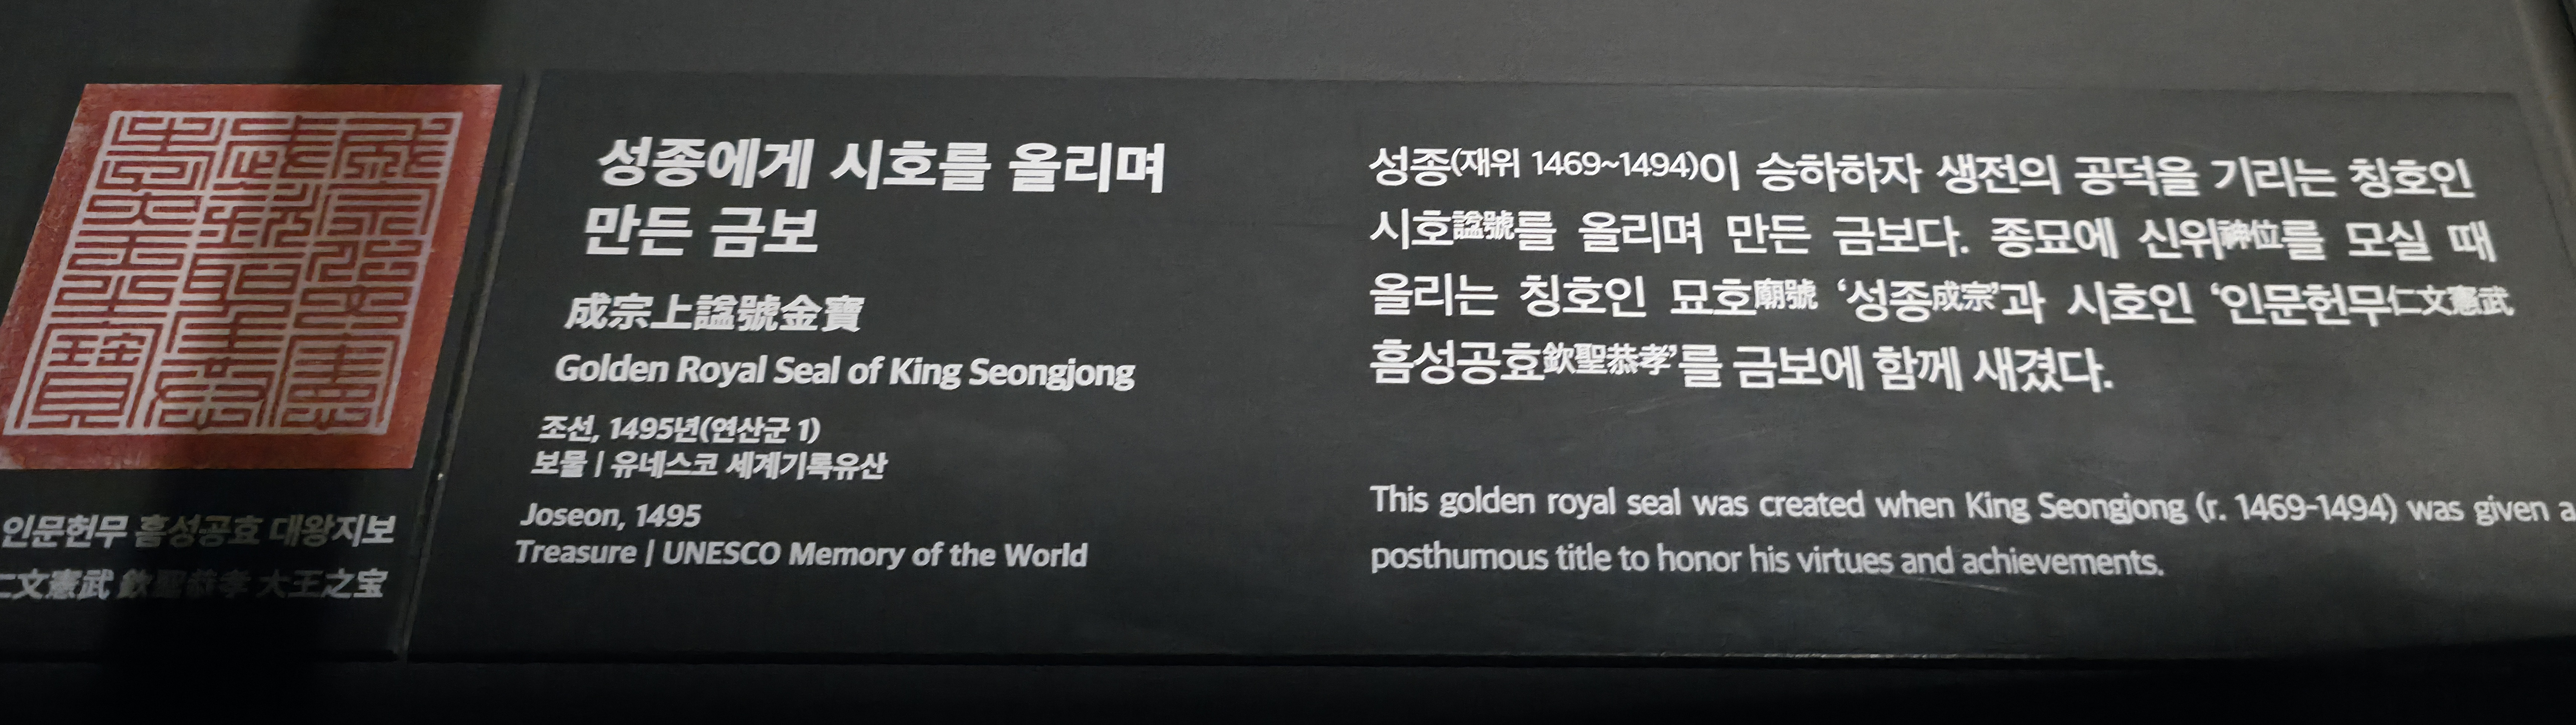 인문헌무 흠성공효 대왕지보
仁文憲武 欽聖恭孝 大王之宝
성종에게 시호를 올리며
만든 금보
成宗上諡號金寶
Golden Royal Seal of King Seongjong
조선, 1495년(연산군 1)
보물 | 유네스코 세계기록유산
Joseon, 1495
Treasure | UNESCO Memory of the World
성종(재위 1469~1494)이 승하하자 생전의 공덕을 기리는 칭호인
시호諡號를 올리며 만든 금보다. 종묘에 신위神位를 모실 때
올리는 칭호인 묘호廟號 ‘성종成宗’과 시호인 ‘인문헌무仁文憲武
흠성공효欽聖恭孝’를 금보에 함께 새겼다.
This golden royal seal was created when King Seongjong (r. 1469-1494) was given a
posthumous title to honor his virtues and achievements.